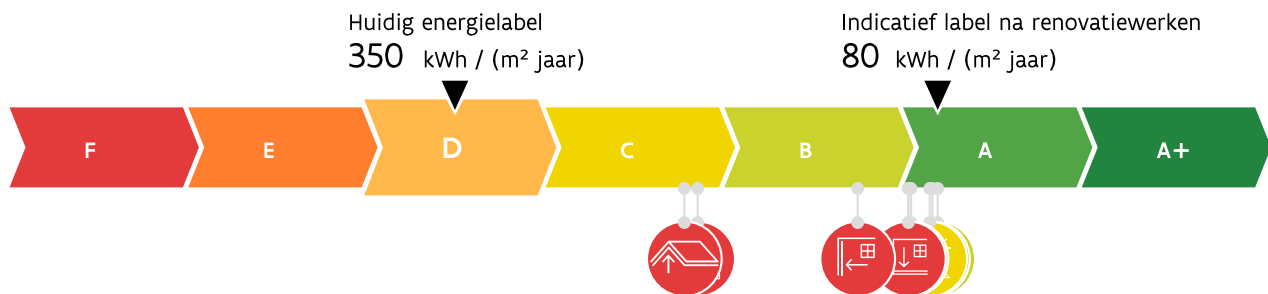 Huidig energielabel
350 kWh / (m² jaar)
Indicatief label na renovatiewerken
80 kWh / (m² jaar)
F E D C B A A+